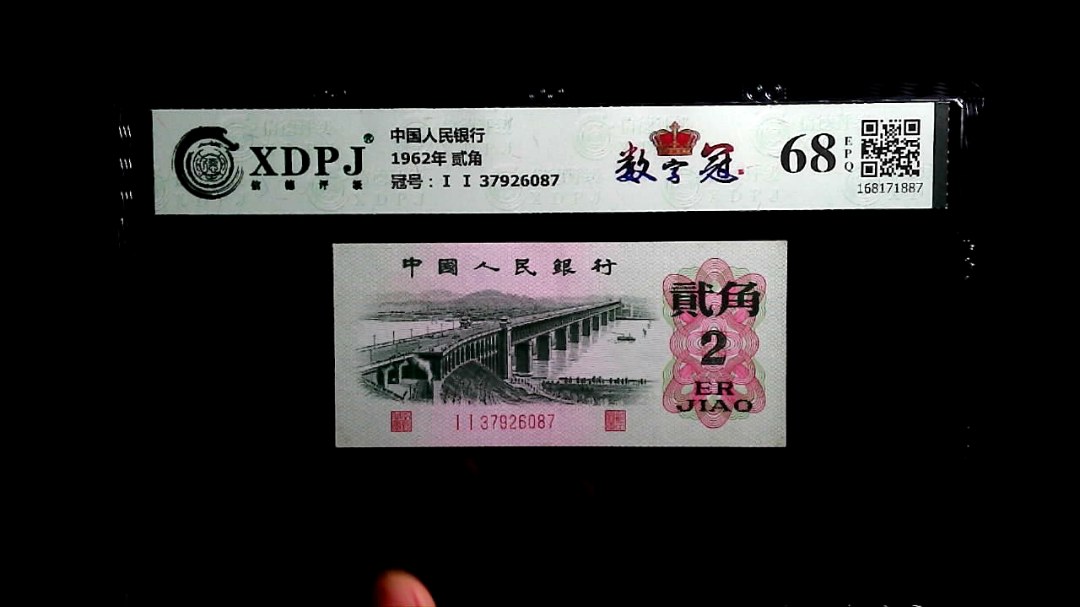 XDPJ®
信德评级
中国人民银行
1962年 贰角
冠号：I I 37926087
数字冠
68
EPQ
168171887
中國人民銀行
貳角
2
ER
JIAO
I I 37926087